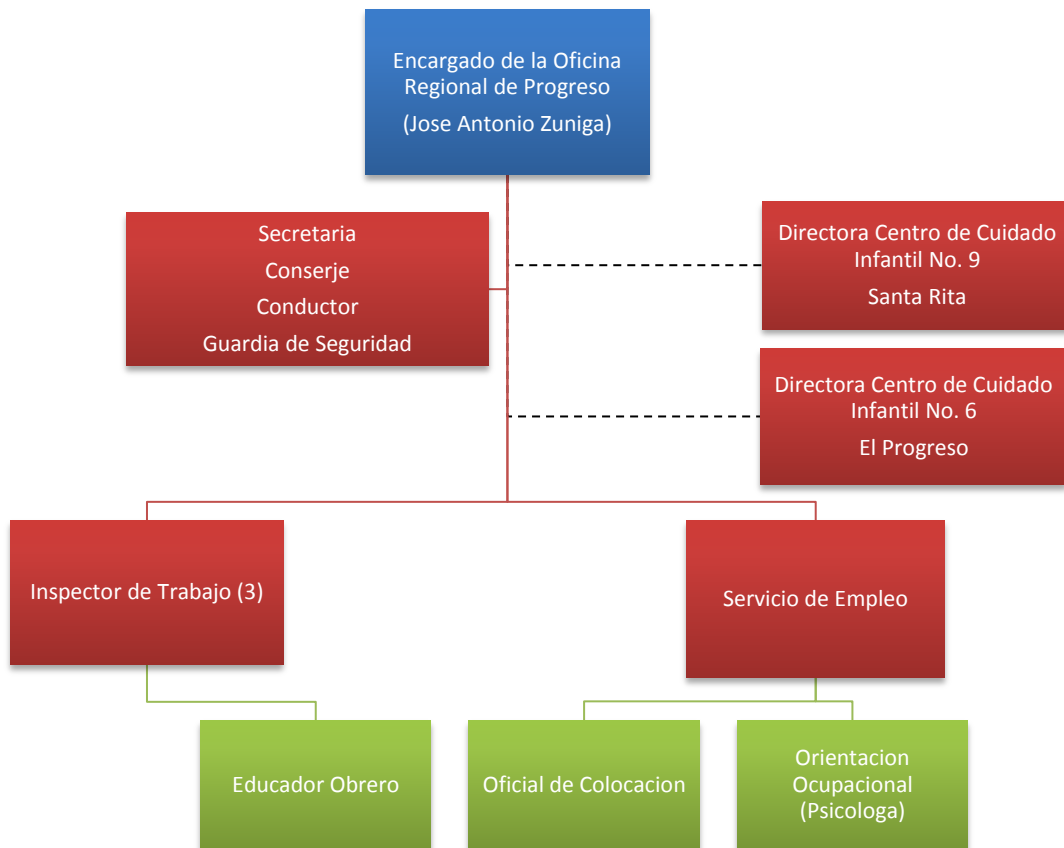 Encargado de la Oficina
Regional de Progreso
(Jose Antonio Zuniga)
Secretaria
Conserje
Conductor
Guardia de Seguridad
Directora Centro de Cuidado
Infantil No. 9
Santa Rita
Directora Centro de Cuidado
Infantil No. 6
El Progreso
Inspector de Trabajo (3)
Servicio de Empleo
Educador Obrero
Oficial de Colocacion
Orientacion
Ocupacional
(Psicologa)